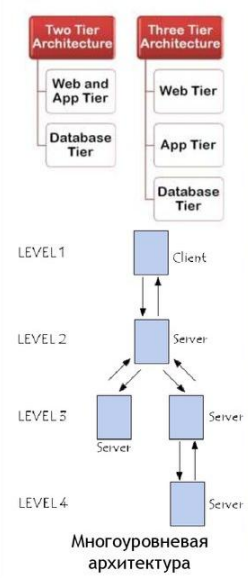 Two Tier
Architecture
Web and
App Tier
Database
Tier
Three Tier
Architecture
Web Tier
App Tier
Database
Tier
LEVEL 1
Client
LEVEL 2
Server
LEVEL 3
Server
Server
LEVEL 4
Server
Многоуровневая
архитектура